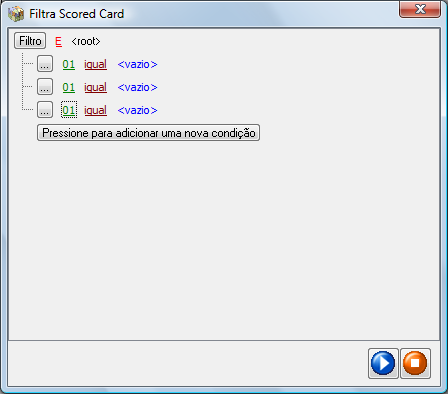 Filtra Scored Card
Filtro E <root>
... 01 igual <vazio>
... 01 igual <vazio>
... 01 igual <vazio>
Pressione para adicionar uma nova condição